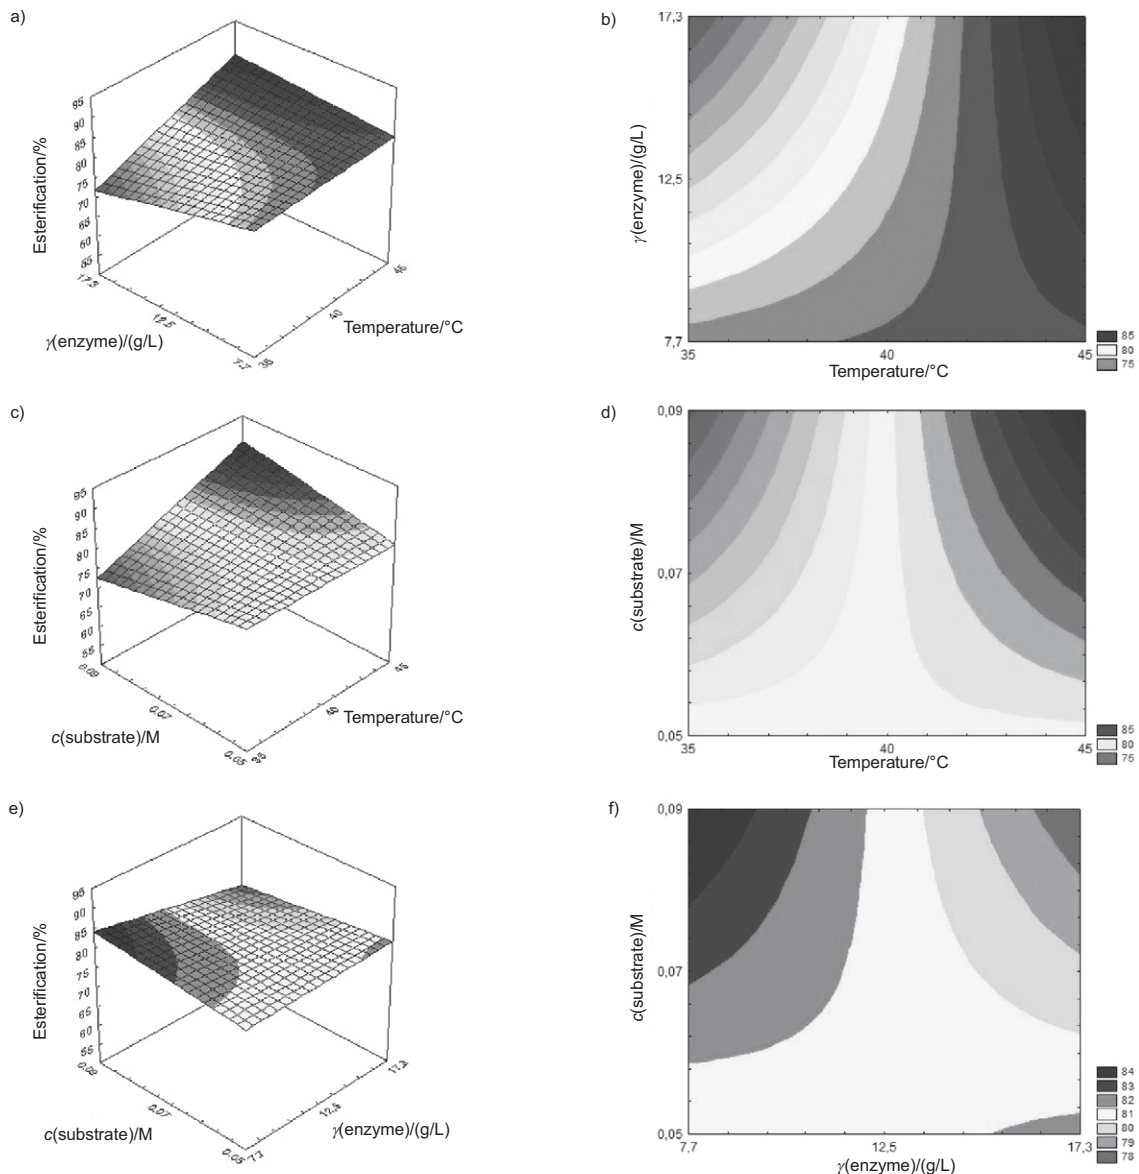 a)
Esterification/%
95
90
85
80
75
70
65
60
55
17,3
12,5
7,7
γ(enzyme)/(g/L)
35
40
45
Temperature/°C
b)
17,3
12,5
7,7
γ(enzyme)/(g/L)
35 40 45
Temperature/°C
85
80
75
c)
Esterification/%
95
90
85
80
75
70
65
60
55
0,09
0,07
0,05
c(substrate)/M
45
Temperature/°C
d)
0,09
0,07
0,05
c(substrate)/M
35 40 45
Temperature/°C
85
80
75
e)
Esterification/%
95
90
85
80
75
70
65
60
55
0,09
0,07
0,05
c(substrate)/M
12,5
17,3
γ(enzyme)/(g/L)
f)
0,09
0,07
0,05
c(substrate)/M
7,7 12,5 17,3
γ(enzyme)/(g/L)
84
83
82
81
80
79
78